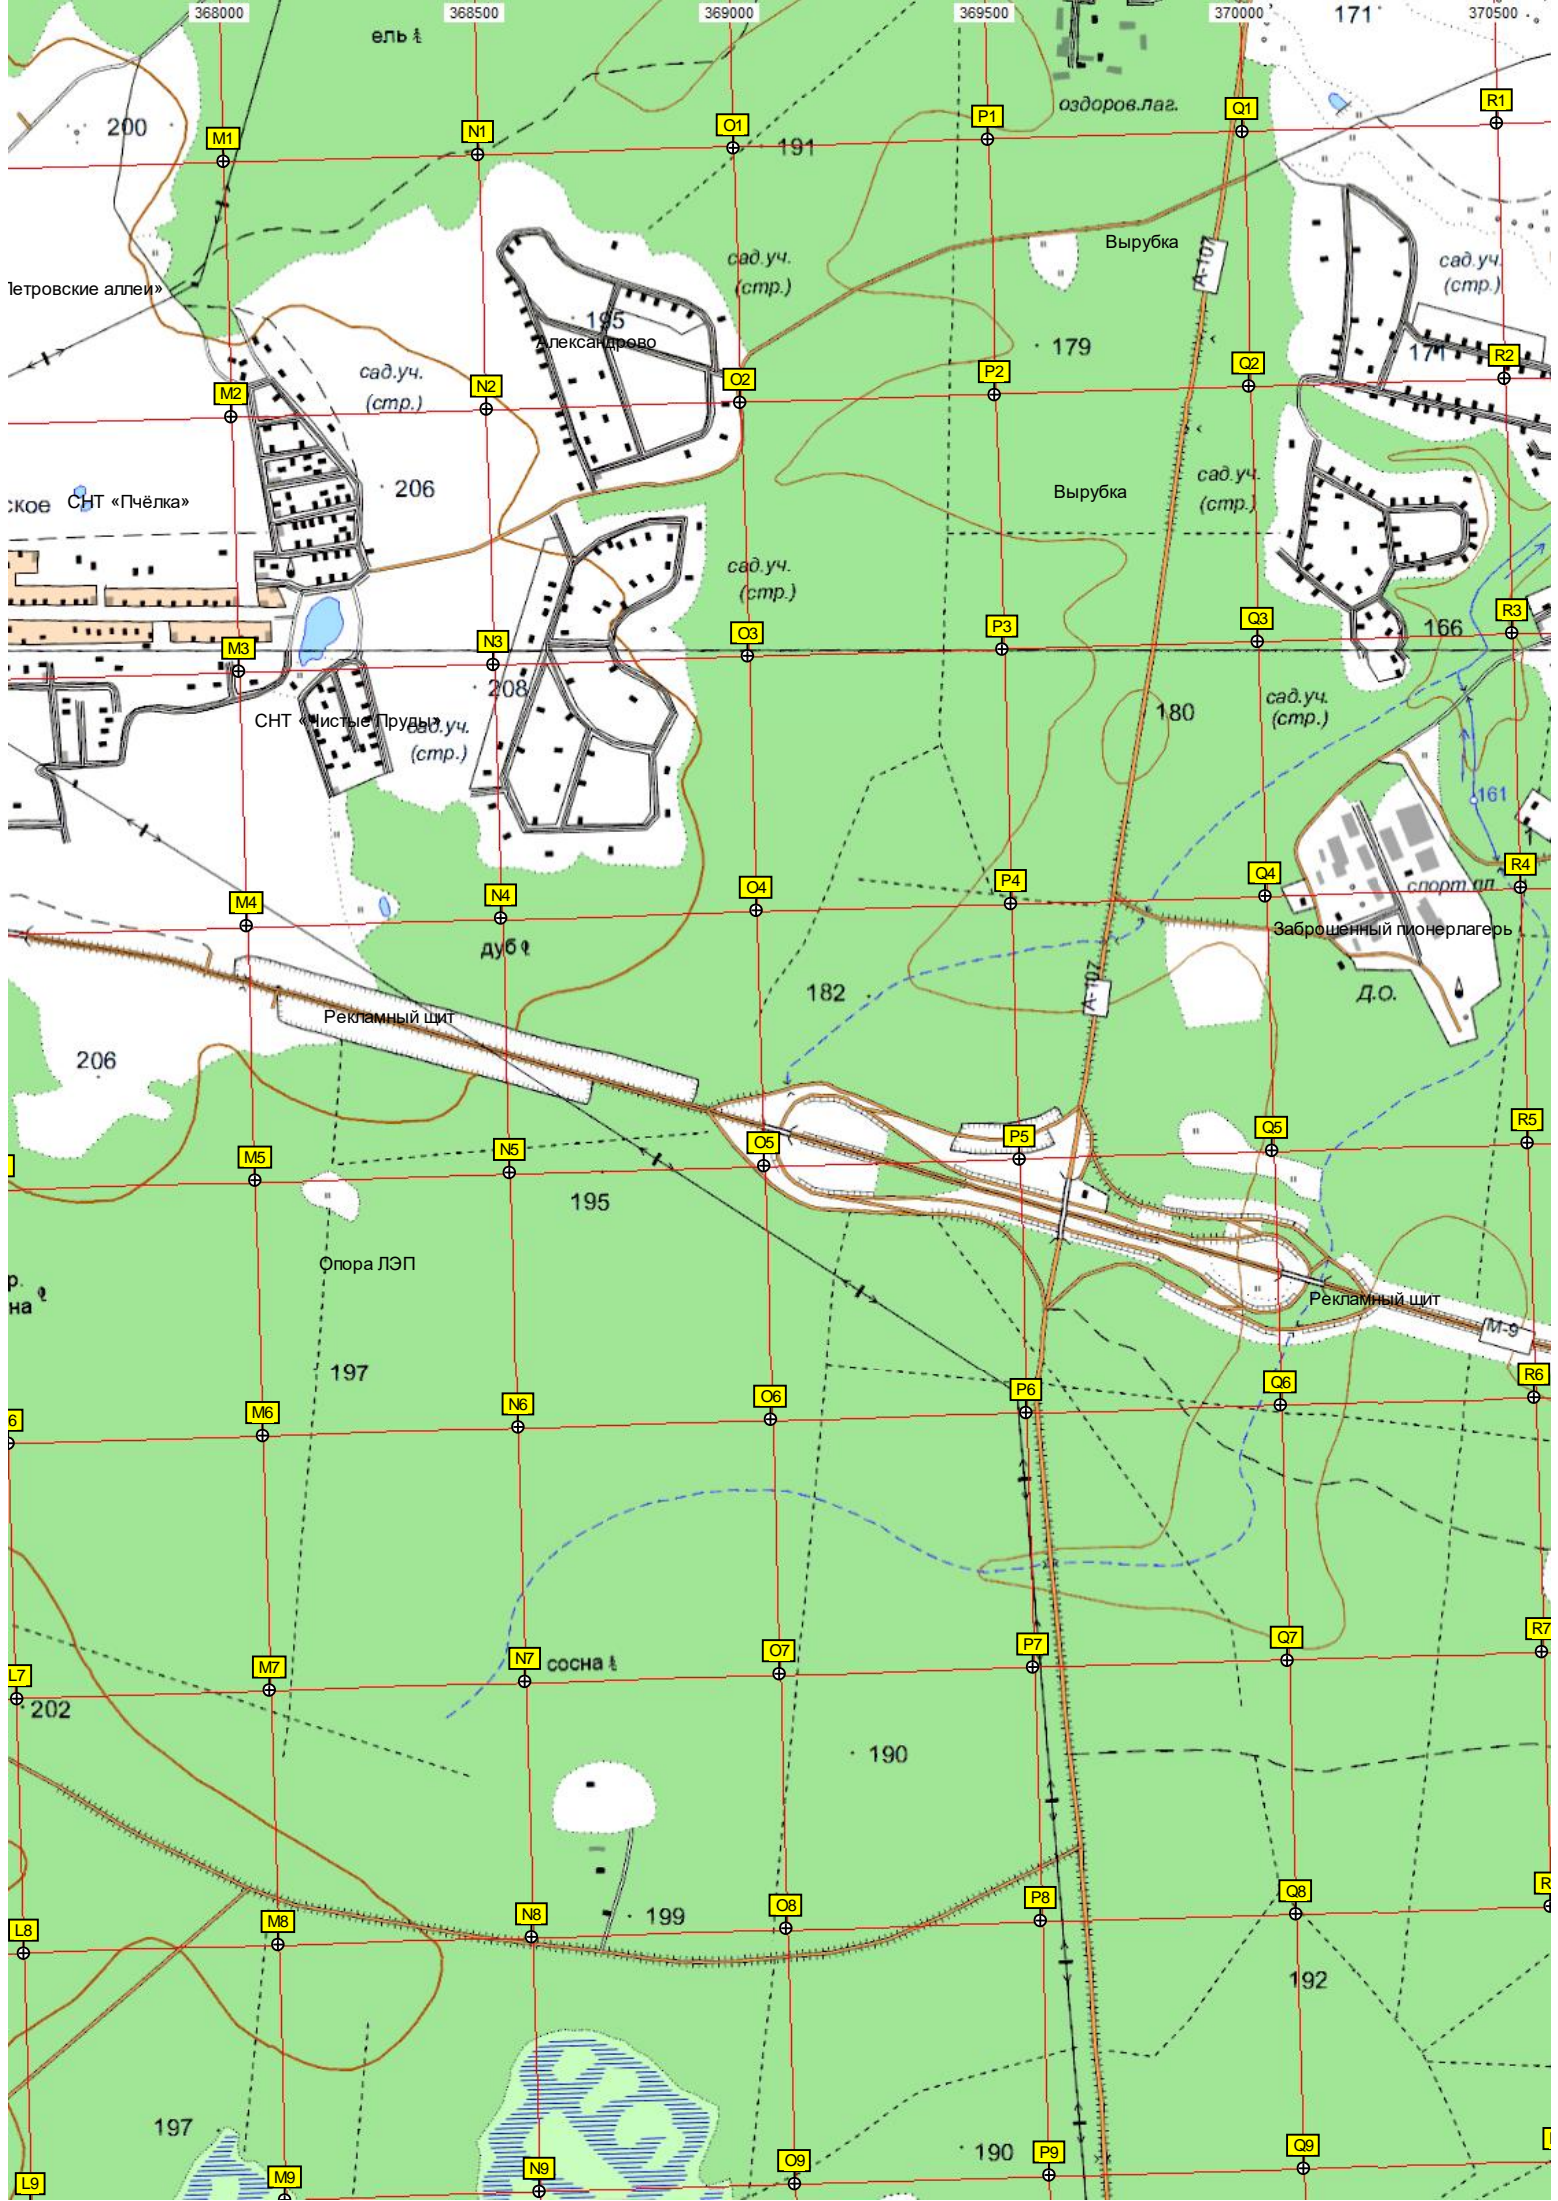 368000 368500 369000 369500 370000 370500
171
ель
оздоров.лаг.
200
M1 N1 O1 P1 Q1 R1
191
Вырубка
А-107
сад.уч.
(стр.)
сад.уч.
(стр.)
Петровские аллеи»
195
Александрово
179
171
сад.уч.
(стр.)
M2 N2 O2 P2 Q2 R2
206
ское
СНТ «Пчёлка»
Вырубка
сад.уч.
(стр.)
сад.уч.
(стр.)
166
M3 N3 O3 P3 Q3 R3
208
СНТ «Чистые Пруды»
сад.уч.
(стр.)
180
сад.уч.
(стр.)
161
1
M4 N4 O4 P4 Q4 R4
спорт.пл.
Заброшенный пионерлагерь
дуб
182
А-107
Д.О.
Рекламный щит
206
M5 N5 O5 P5 Q5 R5
195
Опора ЛЭП
р.
на
Рекламный щит
М-9
197
6 M6 N6 O6 P6 Q6 R6
L7 M7 N7 O7 P7 Q7 R7
сосна
202
190
L8 M8 N8 O8 P8 Q8 R
199
192
197
190
L9 M9 N9 O9 P9 Q9